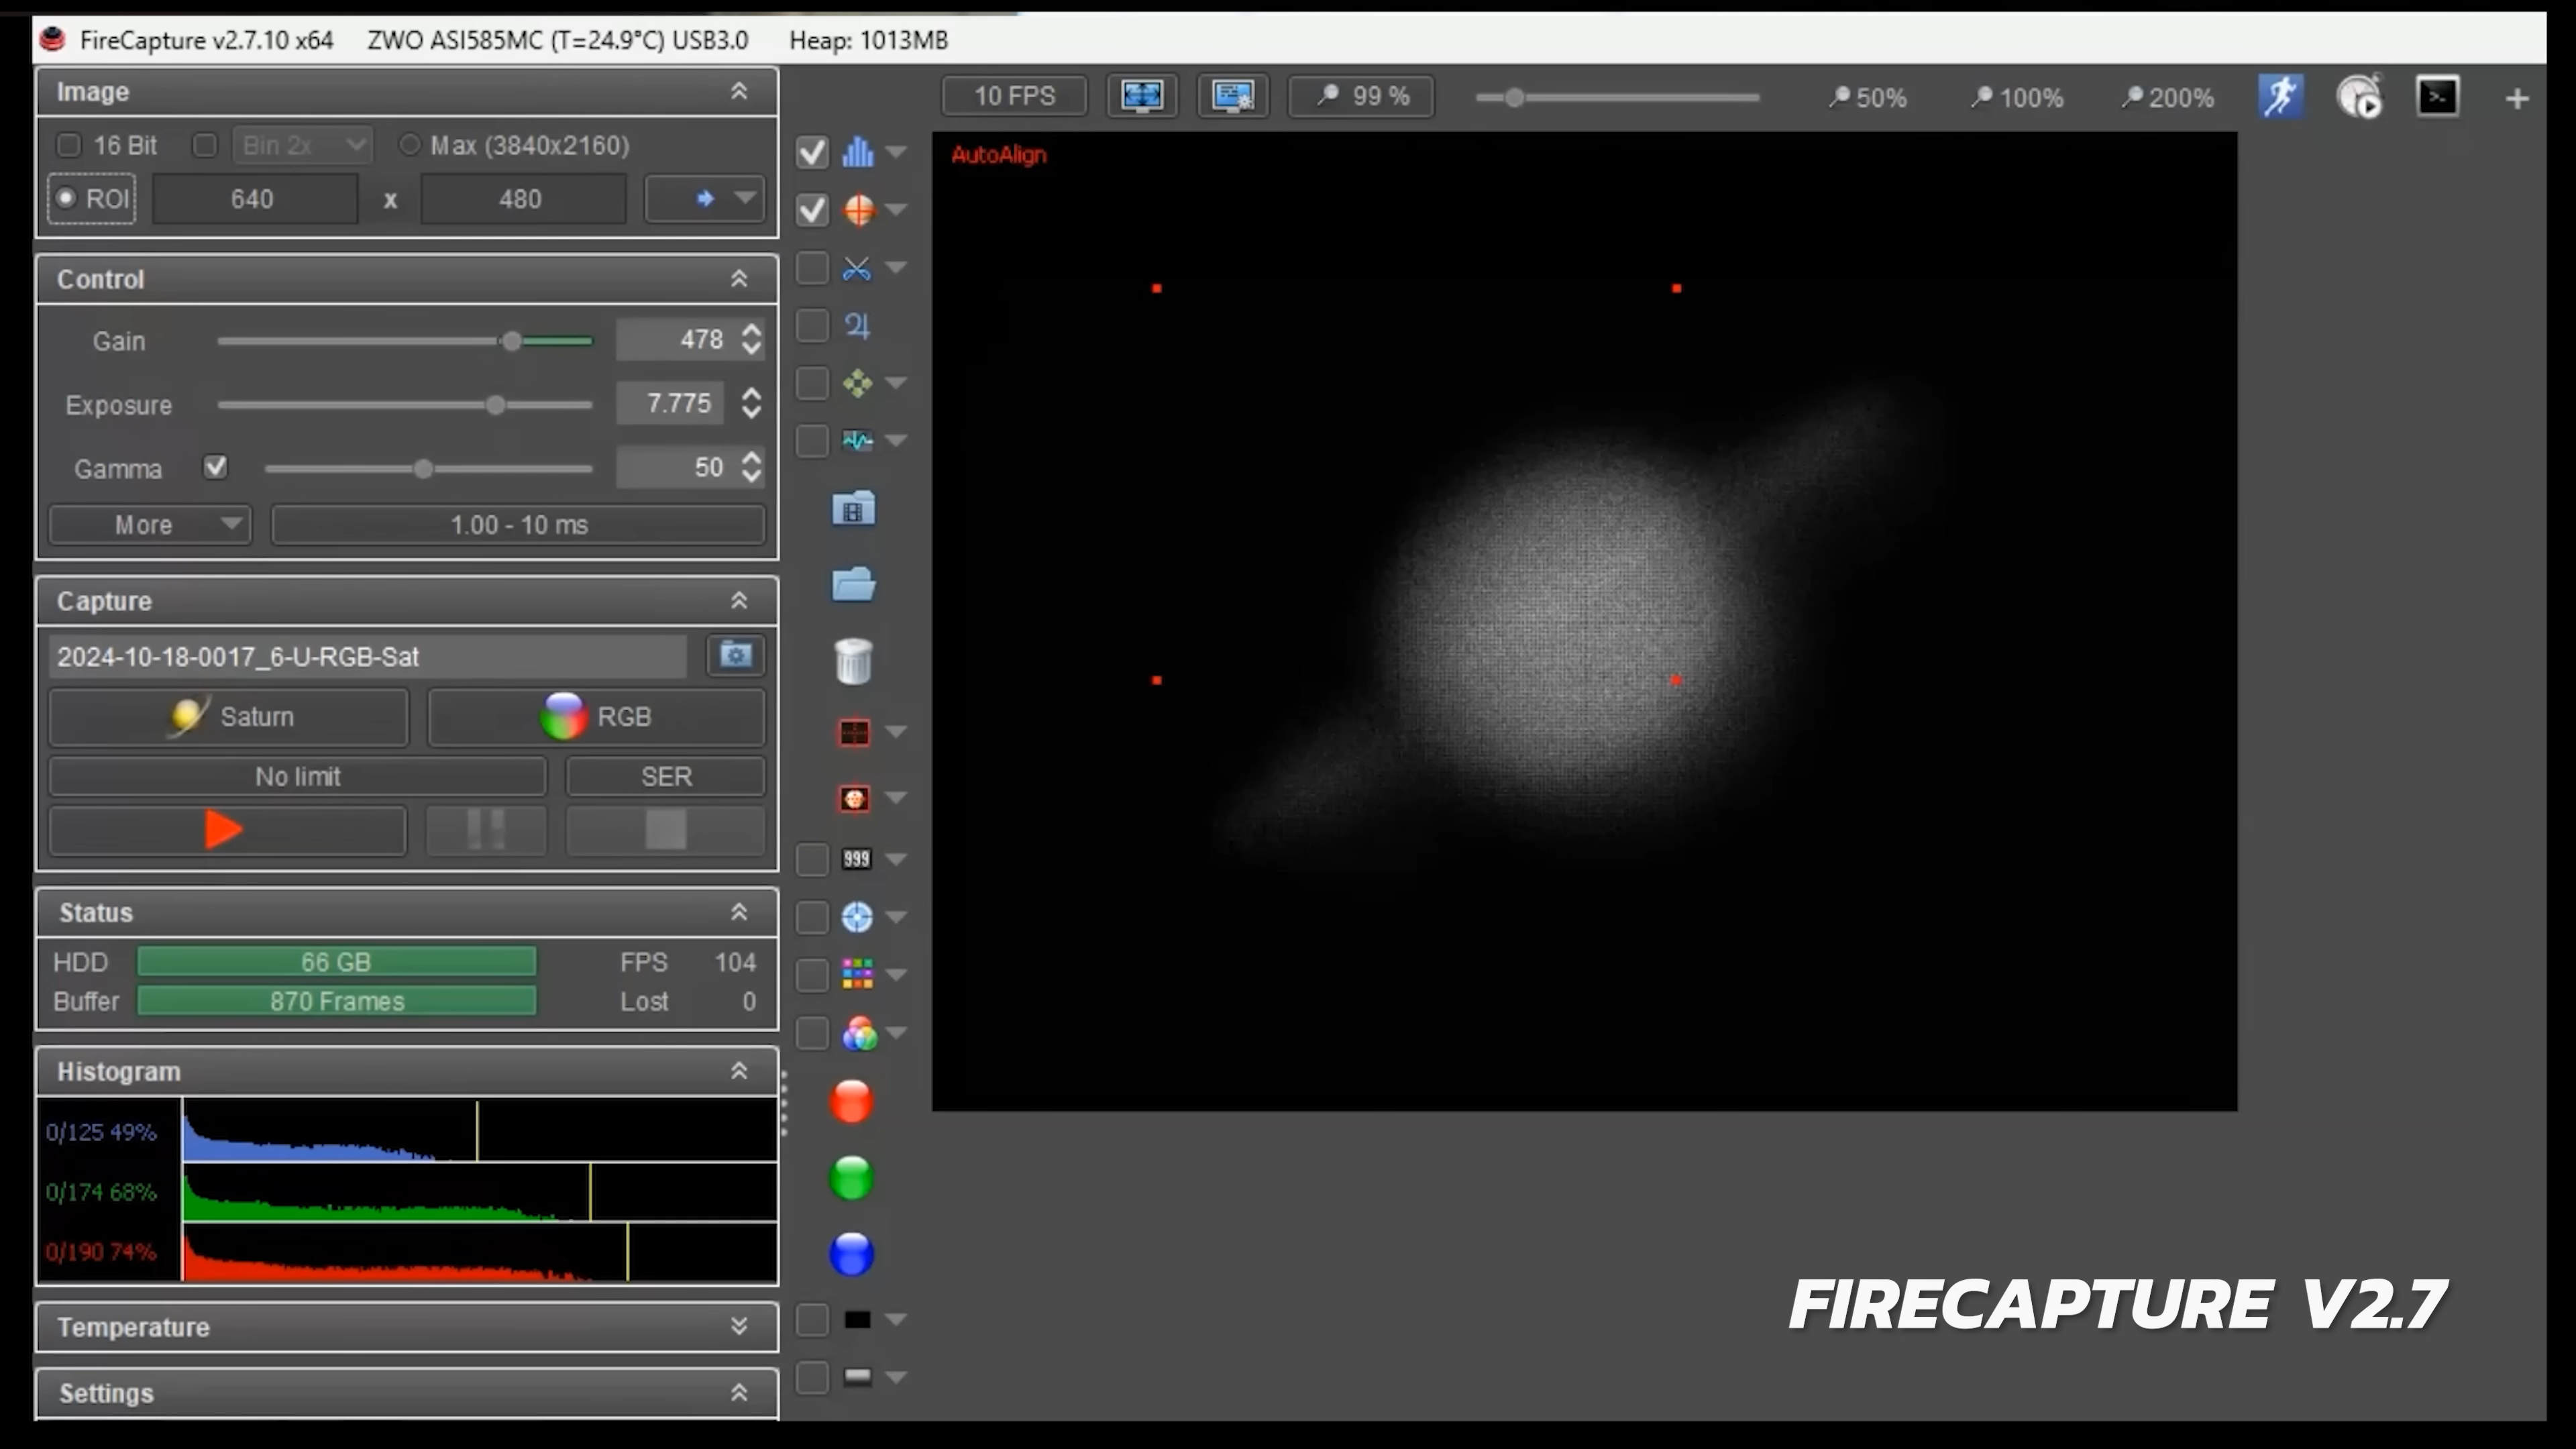 FireCapture v2.7.10 x64 ZWO ASI585MC (T=24.9°C) USB3.0 Heap: 1013MB
Image
10 FPS 99 % 50% 100% 200%
16 Bit Bin 2x Max (3840x2160)
AutoAlign
ROI 640 x 480
Control
Gain 478
Exposure 7.775
Gamma 50
More 1.00 - 10 ms
Capture
2024-10-18-0017_6-U-RGB-Sat
Saturn RGB
No limit SER
999
Status
HDD 66 GB FPS 104
Buffer 870 Frames Lost 0
Histogram
0/125 49%
0/174 68%
0/190 74%
FIRECAPTURE V2.7
Temperature
Settings